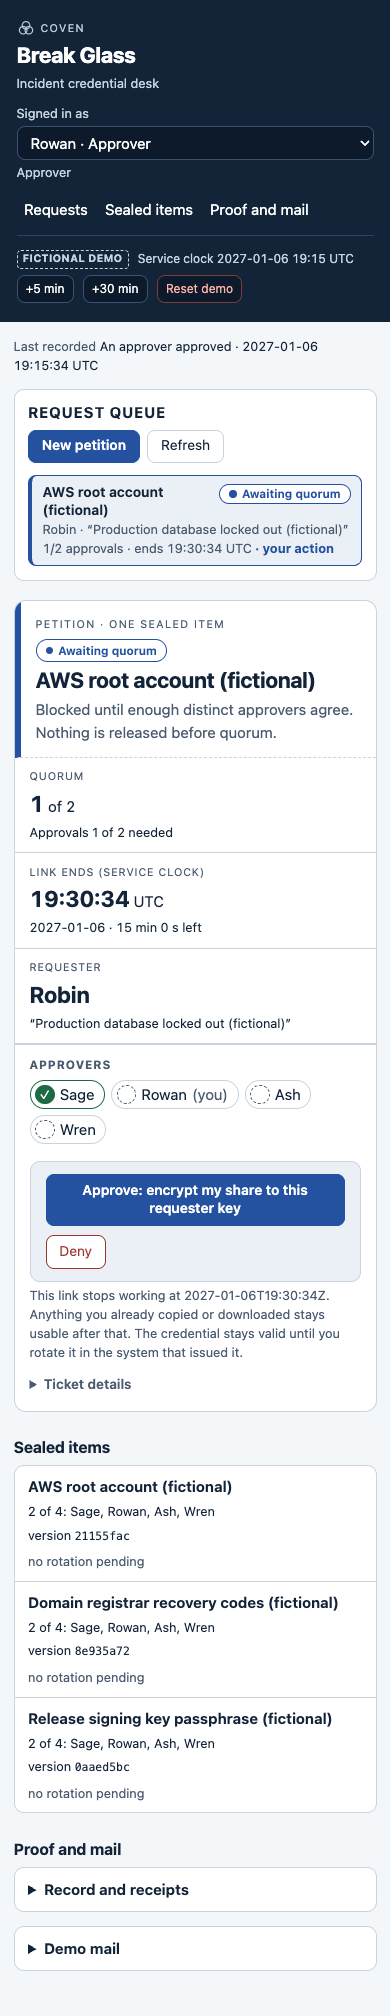 COVEN
Break Glass
Incident credential desk
Signed in as
Rowan · Approver
Approver
Requests Sealed items Proof and mail
FICTIONAL DEMO Service clock 2027-01-06 19:15 UTC
+5 min +30 min Reset demo
Last recorded An approver approved · 2027-01-06
19:15:34 UTC
REQUEST QUEUE
New petition Refresh
AWS root account
(fictional)
Awaiting quorum
Robin · “Production database locked out (fictional)”
1/2 approvals · ends 19:30:34 UTC · your action
PETITION · ONE SEALED ITEM
Awaiting quorum
AWS root account (fictional)
Blocked until enough distinct approvers agree.
Nothing is released before quorum.
QUORUM
1 of 2
Approvals 1 of 2 needed
LINK ENDS (SERVICE CLOCK)
19:30:34 UTC
2027-01-06 · 15 min 0 s left
REQUESTER
Robin
“Production database locked out (fictional)”
APPROVERS
Sage Rowan (you) Ash
Wren
Approve: encrypt my share to this
requester key
Deny
This link stops working at 2027-01-06T19:30:34Z.
Anything you already copied or downloaded stays
usable after that. The credential stays valid until you
rotate it in the system that issued it.
Ticket details
Sealed items
AWS root account (fictional)
2 of 4: Sage, Rowan, Ash, Wren
version 21155fac
no rotation pending
Domain registrar recovery codes (fictional)
2 of 4: Sage, Rowan, Ash, Wren
version 8e935a72
no rotation pending
Release signing key passphrase (fictional)
2 of 4: Sage, Rowan, Ash, Wren
version 0aaed5bc
no rotation pending
Proof and mail
Record and receipts
Demo mail